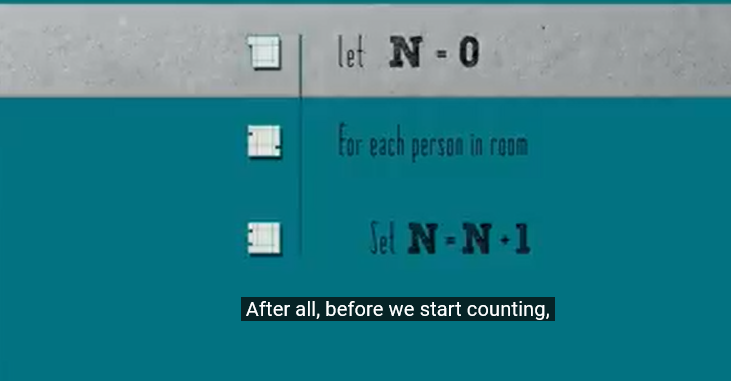 let N = 0
For each person in room
Set N = N + 1
After all, before we start counting,